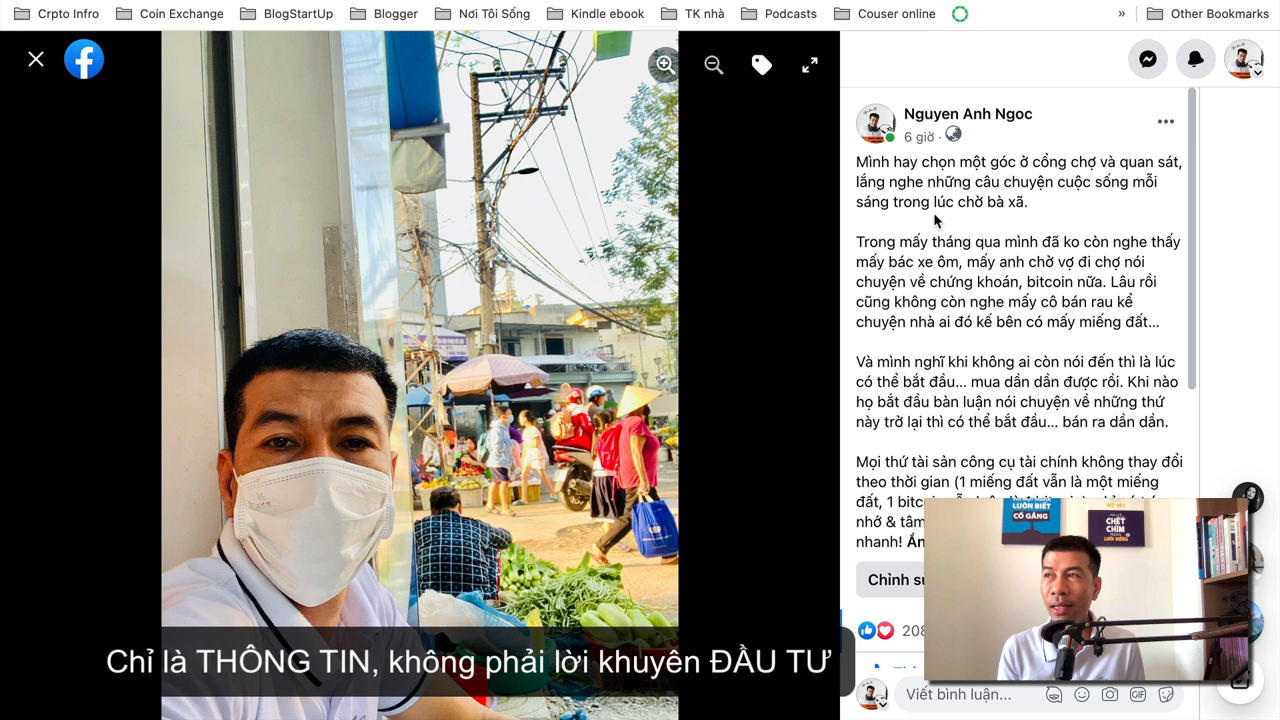 Crpto Infro
Coin Exchange
BlogStartUp
Blogger
Nơi Tôi Sống
Kindle ebook
TK nhà
Podcasts
Couser online
»
Other Bookmarks
Nguyen Anh Ngoc
6 giờ ·
Mình hay chọn một góc ở cổng chợ và quan sát,
lắng nghe những câu chuyện cuộc sống mỗi
sáng trong lúc chờ bà xã.
Trong mấy tháng qua mình đã ko còn nghe thấy
mấy bác xe ôm, mấy anh chờ vợ đi chợ nói
chuyện về chứng khoán, bitcoin nữa. Lâu rồi
cũng không còn nghe mấy cô bán rau kể
chuyện nhà ai đó kế bên có mấy miếng đất...
Và mình nghĩ khi không ai còn nói đến thì là lúc
có thể bắt đầu... mua dần dần được rồi. Khi nào
họ bắt đầu bàn luận nói chuyện về những thứ
này trở lại thì có thể bắt đầu... bán ra dần dần.
Mọi thứ tài sản công cụ tài chính không thay đổi
theo thời gian (1 miếng đất vẫn là một miếng
đất, 1
nhớ & tâm
nhanh!
Chỉnh
LUÔN BIẾT
CỐ GẮNG
CHẾT
CHÌM
TRONG
LƯỜI BIẾNG
208
Chỉ là THÔNG TIN, không phải lời khuyên ĐẦU TƯ
Viết bình luận...
GIF